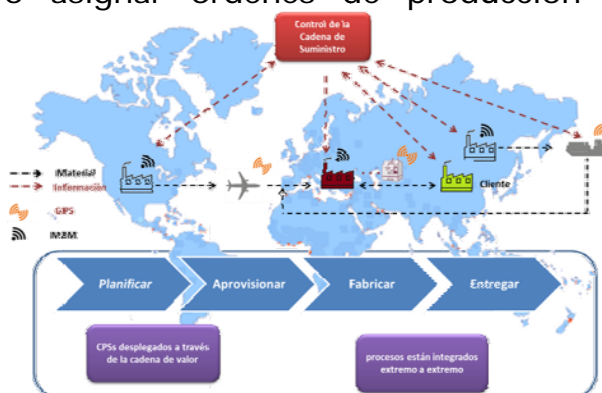 asignar órdenes de producción
Control de la
Cadena de
Suministro
Material
Información
GPS
M2M
Cliente
Planificar
Aprovisionar
Fabricar
Entregar
CPSs desplegados a través
de la cadena de valor
procesos están integrados
extremo a extremo